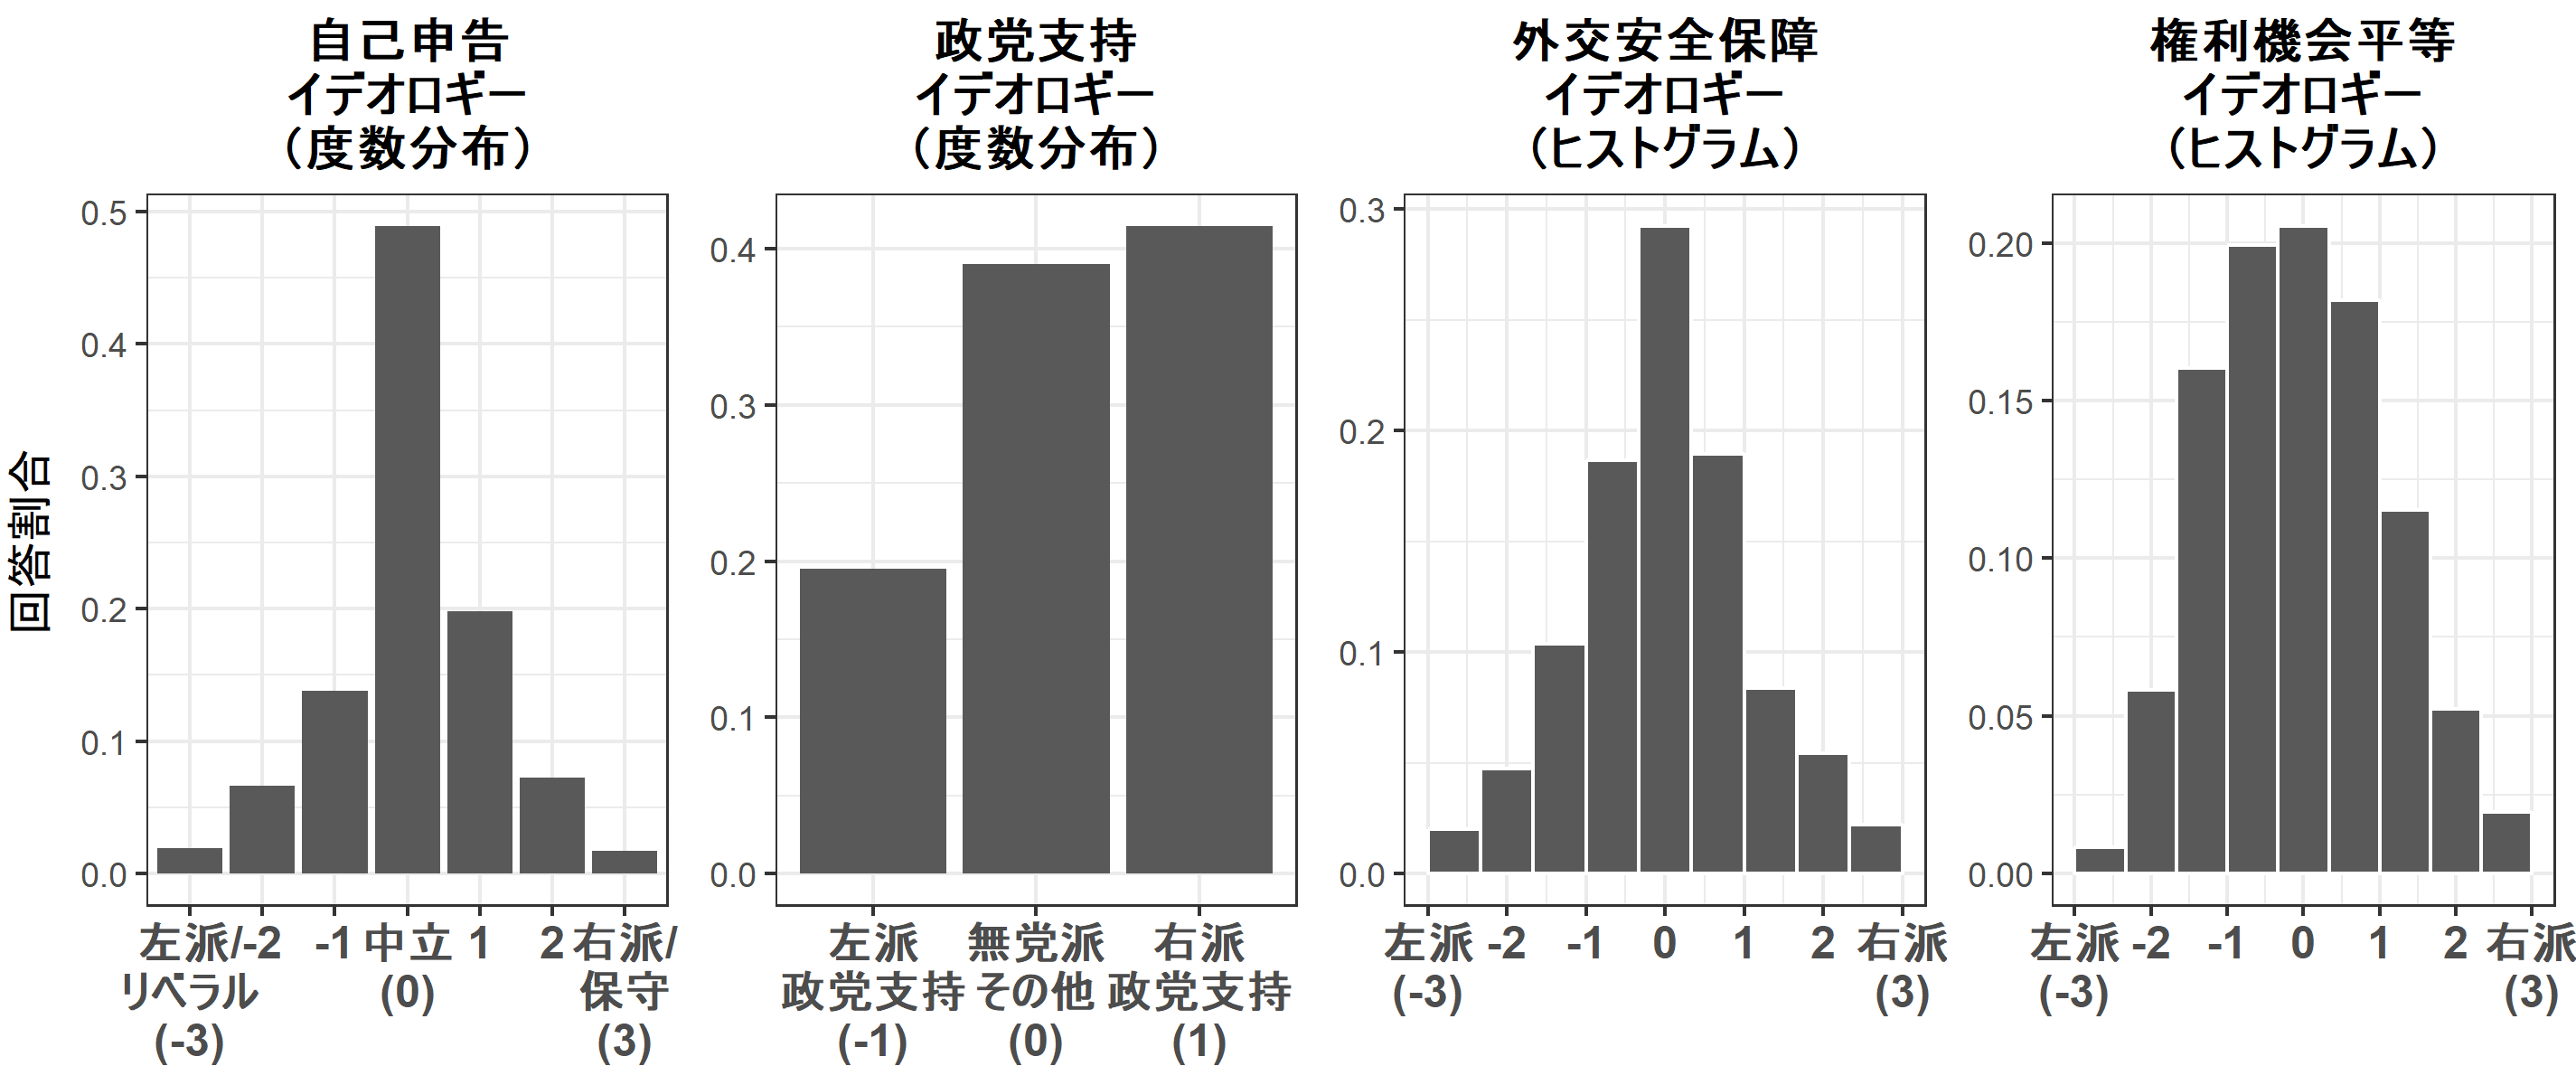 自己申告
イデオロギー
（度数分布）
政党支持
イデオロギー
（度数分布）
外交安全保障
イデオロギー
（ヒストグラム）
権利機会平等
イデオロギー
（ヒストグラム）
回答割合
0.5
0.4
0.3
0.2
0.1
0.0
左派/
リベラル
(-3)
-2
-1
中立
(0)
1
2
右派/
保守
(3)
0.4
0.3
0.2
0.1
0.0
左派
政党支持
(-1)
無党派
その他
(0)
右派
政党支持
(1)
0.3
0.2
0.1
0.0
左派
(-3)
-2
-1
0
1
2
右派
(3)
0.20
0.15
0.10
0.05
0.00
左派
(-3)
-2
-1
0
1
2
右派
(3)